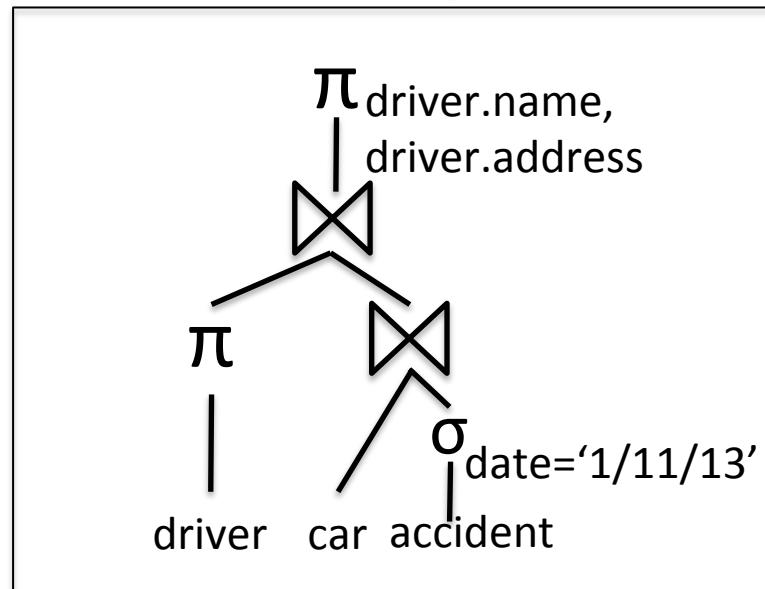 π driver.name,
driver.address
⋈
π ⋈
σ date=‘1/11/13’
driver car accident